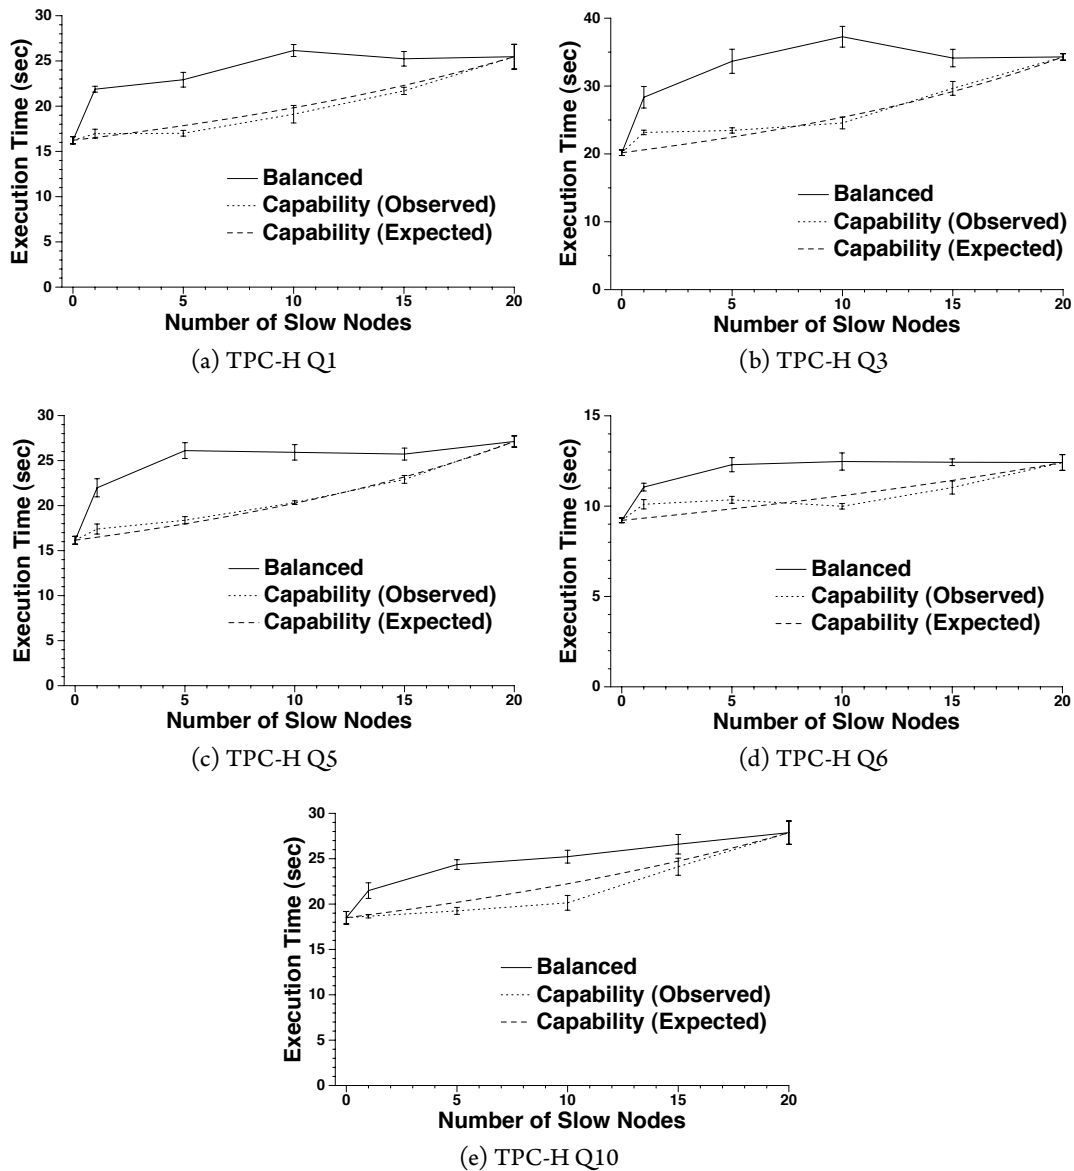 Execution Time (sec)
30
25
20
15
10
5
0
Balanced
Capability (Observed)
Capability (Expected)
0 5 10 15 20
Number of Slow Nodes
(a) TPC-H Q1
Execution Time (sec)
40
30
20
10
0
Balanced
Capability (Observed)
Capability (Expected)
0 5 10 15 20
Number of Slow Nodes
(b) TPC-H Q3
Execution Time (sec)
30
25
20
15
10
5
0
Balanced
Capability (Observed)
Capability (Expected)
0 5 10 15 20
Number of Slow Nodes
(c) TPC-H Q5
Execution Time (sec)
15
10
5
0
Balanced
Capability (Observed)
Capability (Expected)
0 5 10 15 20
Number of Slow Nodes
(d) TPC-H Q6
Execution Time (sec)
30
25
20
15
10
5
0
Balanced
Capability (Observed)
Capability (Expected)
0 5 10 15 20
Number of Slow Nodes
(e) TPC-H Q10